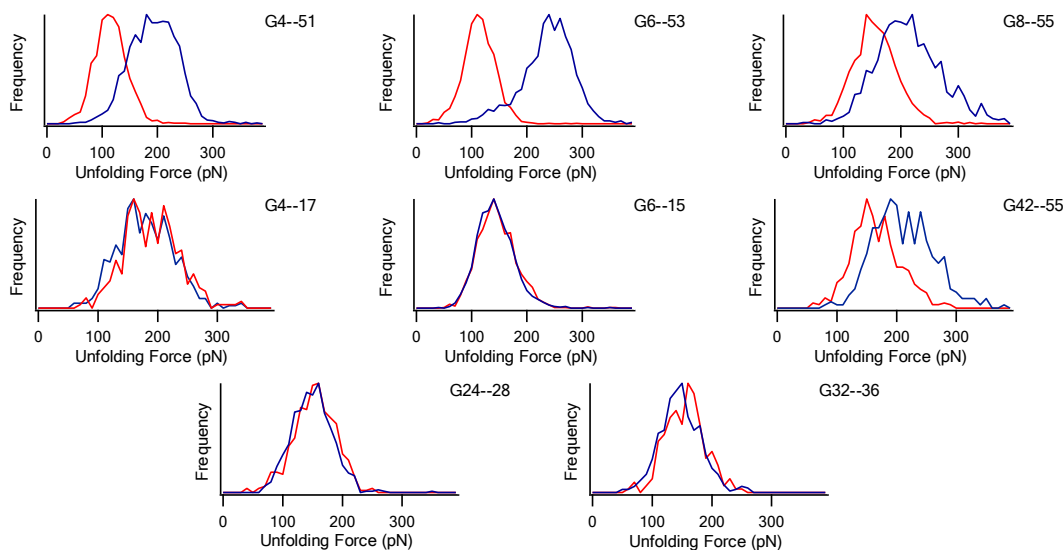 G4--51
Frequency
0 100 200 300
Unfolding Force (pN)
G6--53
Frequency
0 100 200 300
Unfolding Force (pN)
G8--55
Frequency
0 100 200 300
Unfolding Force (pN)
G4--17
Frequency
0 100 200 300
Unfolding Force (pN)
G6--15
Frequency
0 100 200 300
Unfolding Force (pN)
G42--55
Frequency
0 100 200 300
Unfolding Force (pN)
G24--28
Frequency
0 100 200 300
Unfolding Force (pN)
G32--36
Frequency
0 100 200 300
Unfolding Force (pN)